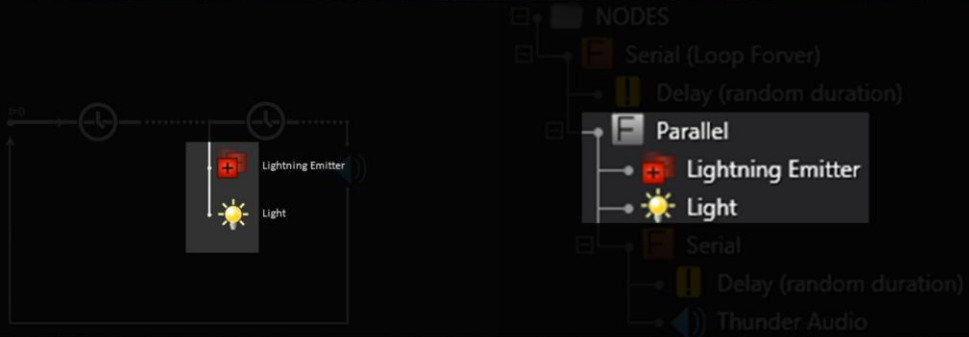 t=0
Lightning Emitter
Light
NODES
Serial (Loop Forver)
Delay (random duration)
Parallel
Lightning Emitter
Light
Serial
Delay (random duration)
Thunder Audio